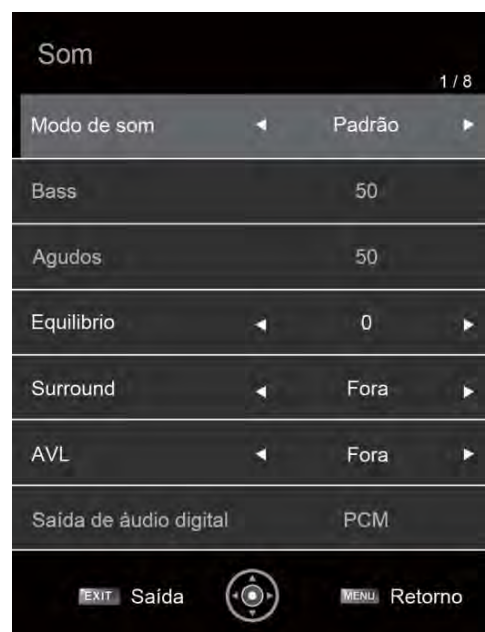 Som
1 / 8
Modo de som Padrão
Bass 50
Agudos 50
Equilibrio 0
Surround Fora
AVL Fora
Saída de àudio digital PCM
EXIT Saída MENU Retorno